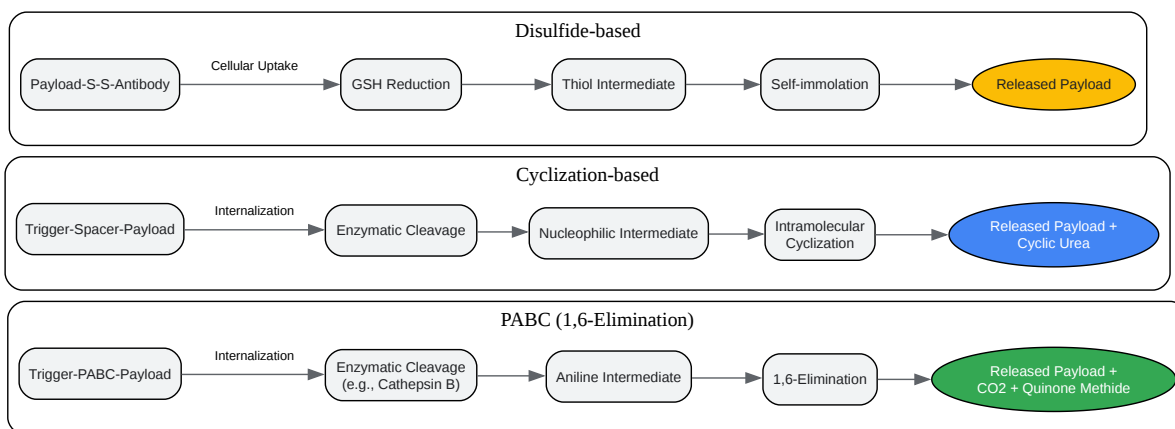 Disulfide-based
Cellular Uptake
Payload-S-S-Antibody
GSH Reduction
Thiol Intermediate
Self-immolation
Released Payload
Cyclization-based
Internalization
Trigger-Spacer-Payload
Enzymatic Cleavage
Nucleophilic Intermediate
Intramolecular
Cyclization
Released Payload +
Cyclic Urea
PABC (1,6-Elimination)
Internalization
Trigger-PABC-Payload
Enzymatic Cleavage
(e.g., Cathepsin B)
Aniline Intermediate
1,6-Elimination
Released Payload +
CO2 + Quinone Methide